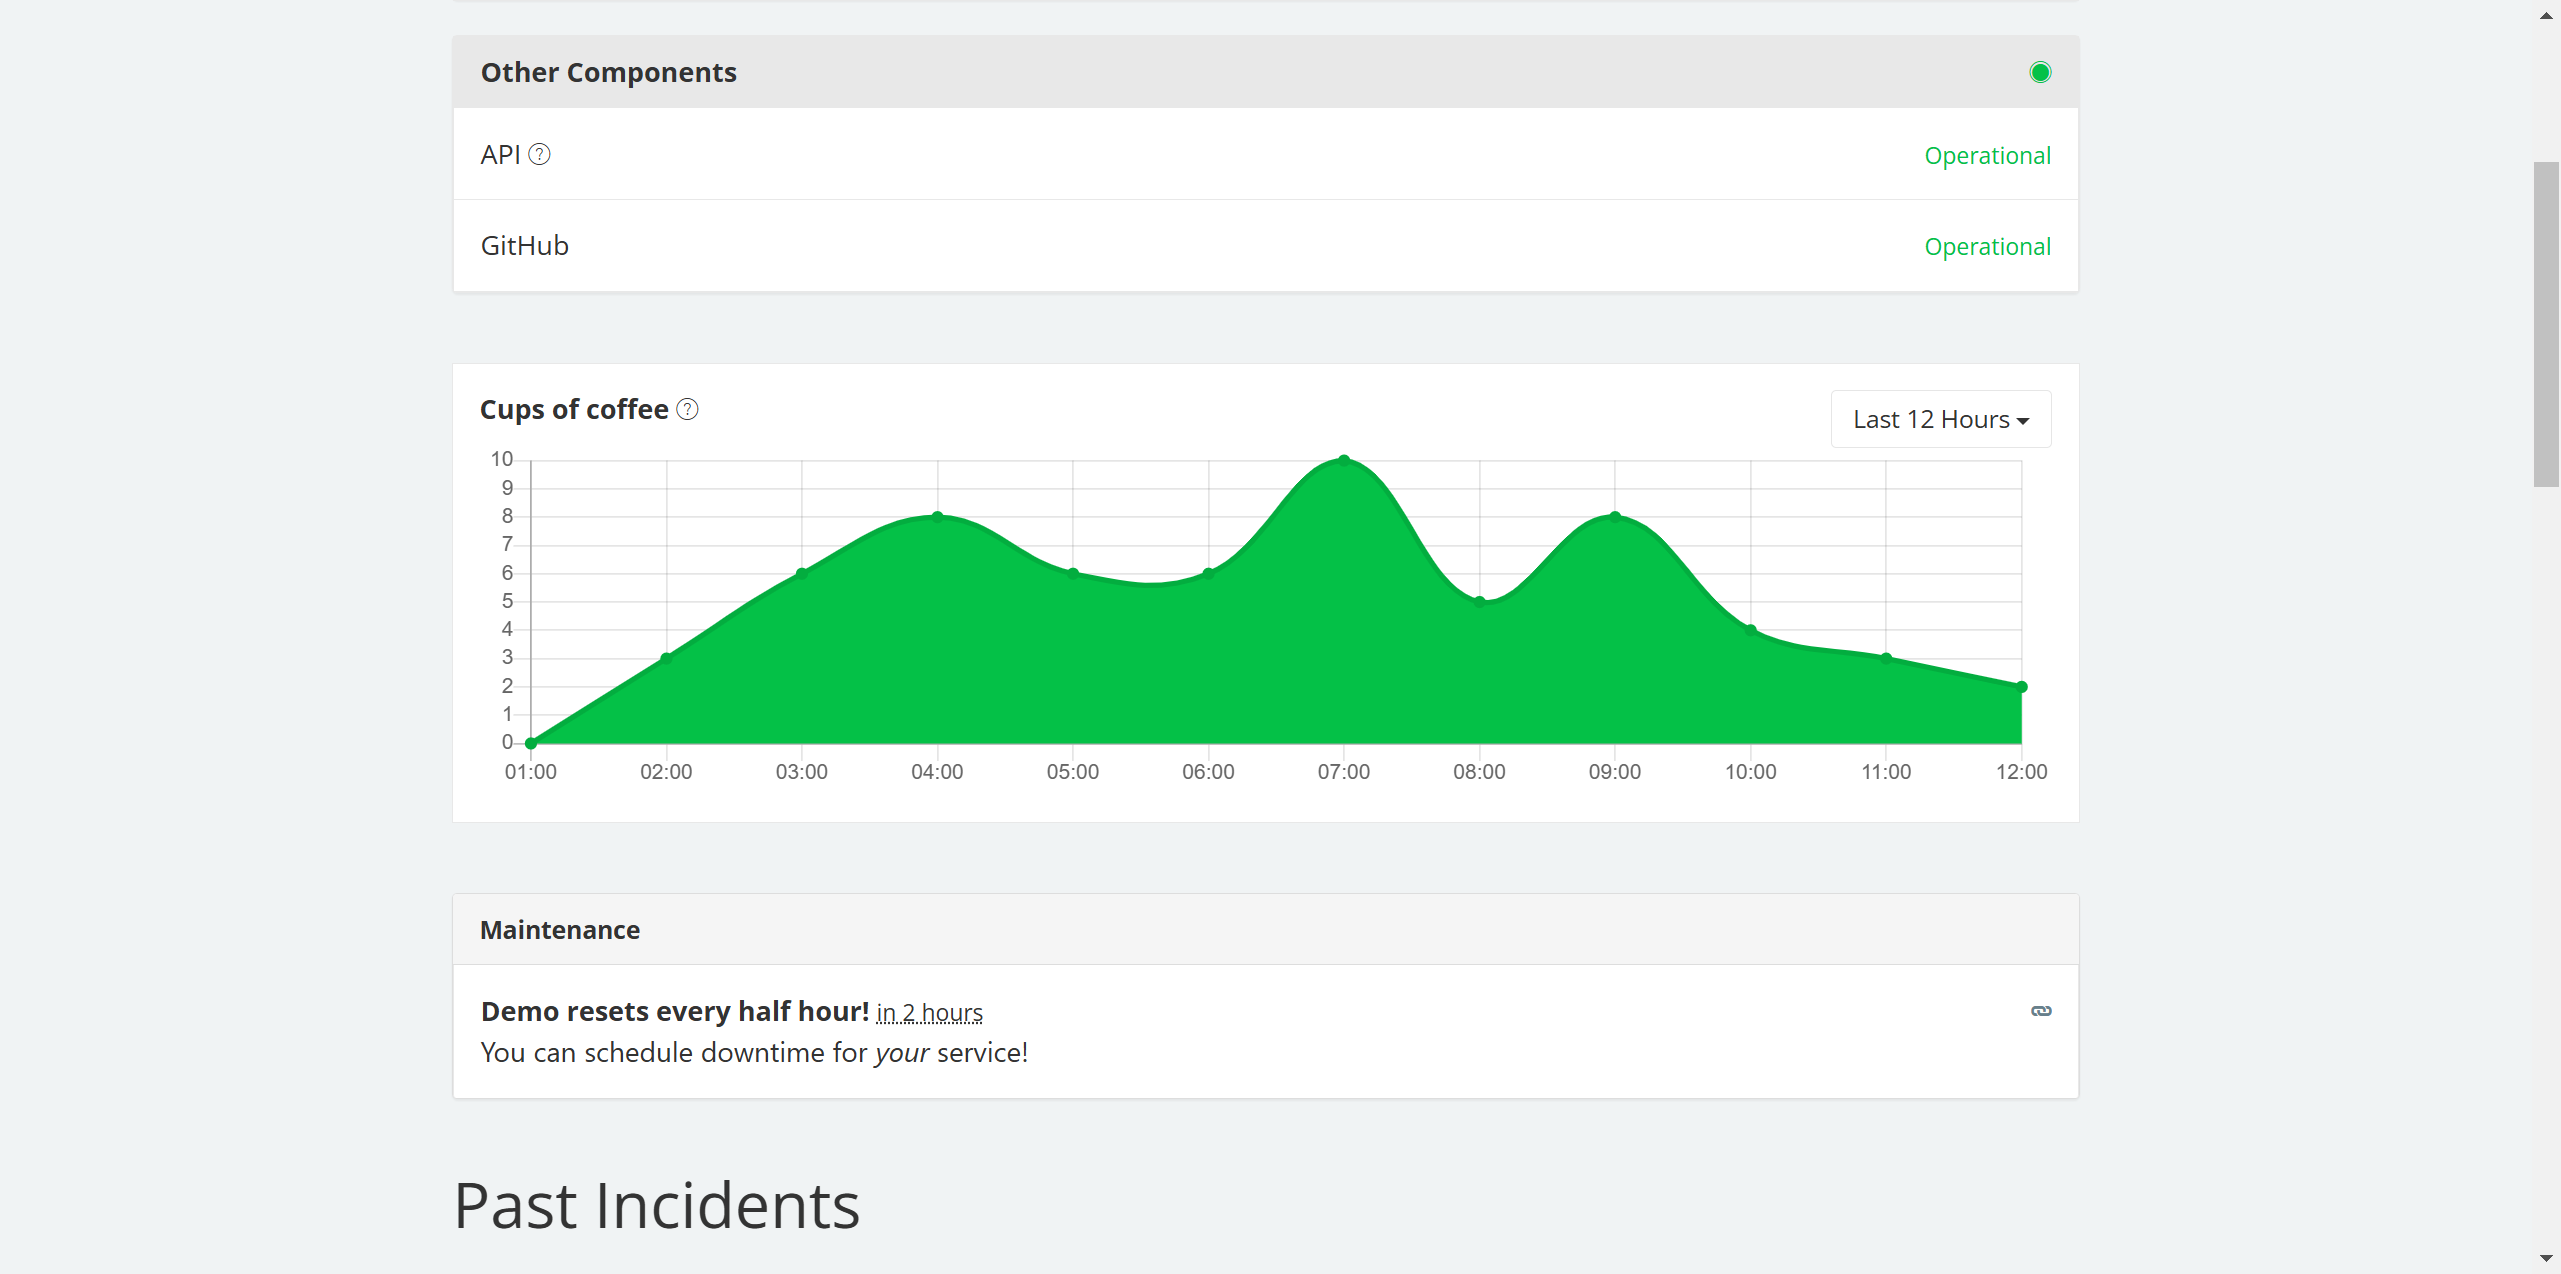 Other Components
API ?
Operational
GitHub
Operational
Cups of coffee ?
Last 12 Hours
10
9
8
7
6
5
4
3
2
1
0
01:00 02:00 03:00 04:00 05:00 06:00 07:00 08:00 09:00 10:00 11:00 12:00
Maintenance
Demo resets every half hour! in 2 hours
You can schedule downtime for your service!
Past Incidents